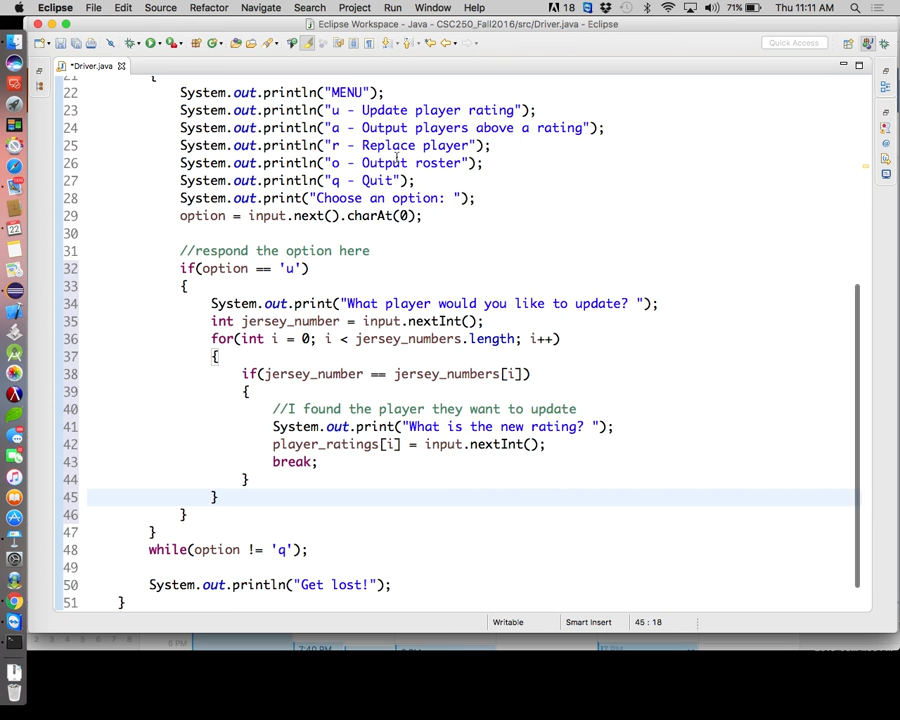 Eclipse File Edit Source Refactor Navigate Search Project Run Window Help 18 71% Thu 11:11 AM
Eclipse Workspace - Java - CSC250_Fall2016/src/Driver.java - Eclipse
Quick Access
*Driver.java
21 {
22 System.out.println("MENU");
23 System.out.println("u - Update player rating");
24 System.out.println("a - Output players above a rating");
25 System.out.println("r - Replace player");
26 System.out.println("o - Output roster");
27 System.out.println("q - Quit");
28 System.out.print("Choose an option: ");
29 option = input.next().charAt(0);
30
31 //respond the option here
32 if(option == 'u')
33 {
34 System.out.print("What player would you like to update? ");
35 int jersey_number = input.nextInt();
36 for(int i = 0; i < jersey_numbers.length; i++)
37 {
38 if(jersey_number == jersey_numbers[i])
39 {
40 //I found the player they want to update
41 System.out.print("What is the new rating? ");
42 player_ratings[i] = input.nextInt();
43 break;
44 }
45 }
46 }
47 }
48 while(option != 'q');
49
50 System.out.println("Get lost!");
51 }
Writable Smart Insert 45 : 18